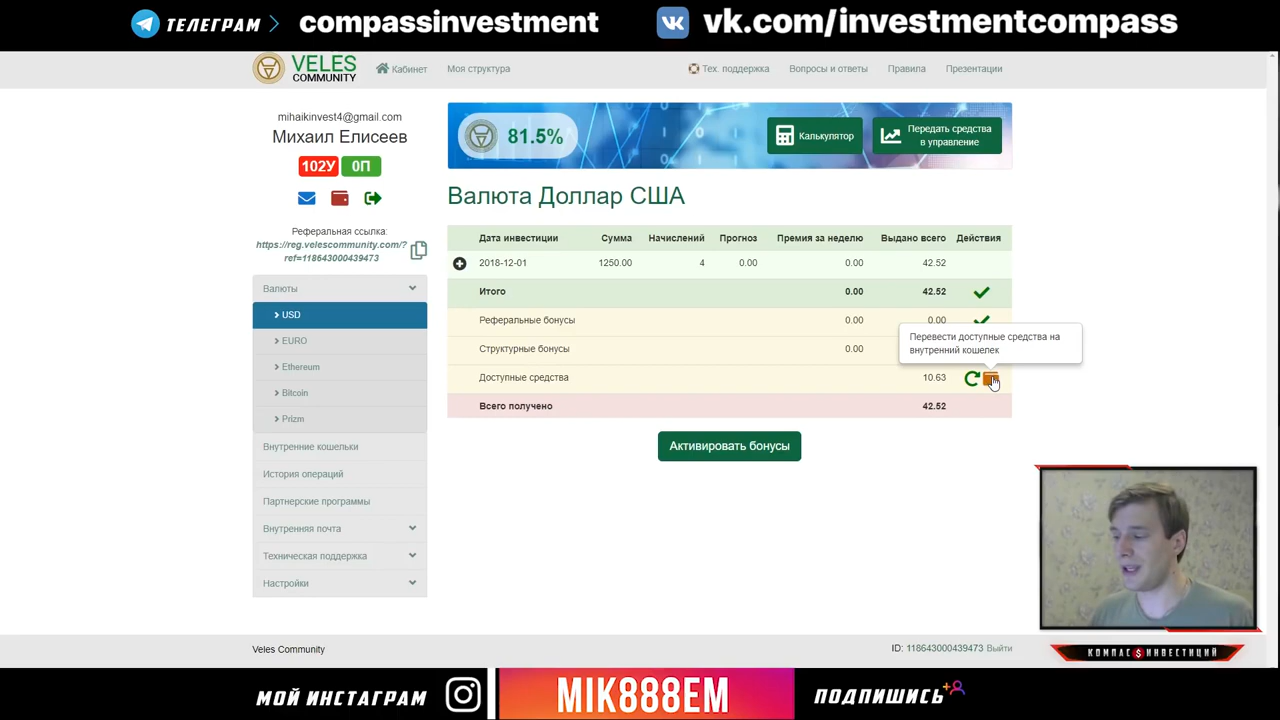 ТЕЛЕГРАМ compassinvestment vk.com/investmentcompass
VELES
COMMUNITY
Кабинет Моя структура Тех. поддержка Вопросы и ответы Правила Презентации
mihaikinvest4@gmail.com
Михаил Елисеев
102У 0П
Реферальная ссылка:
https://reg.velescommunity.com/?
ref=118643000439473
Валюты
USD
EURO
Ethereum
Bitcoin
Prizm
Внутренние кошельки
История операций
Партнерские программы
Внутренняя почта
Техническая поддержка
Настройки
81.5%
Калькулятор
Передать средства
в управление
Валюта Доллар США
Дата инвестиции Сумма Начислений Прогноз Премия за неделю Выдано всего Действия
2018-12-01 1250.00 4 0.00 0.00 42.52
Итого 0.00 42.52
Реферальные бонусы 0.00 0.00
Структурные бонусы 0.00
Перевести доступные средства на
внутренний кошелек
Доступные средства 10.63
Всего получено 42.52
Активировать бонусы
Veles Community
ID: 118643000439473 Выйти
КОМПАС $ ИНВЕСТИЦИЙ
МОЙ ИНСТАГРАМ MIK888EM ПОДПИШИСЬ